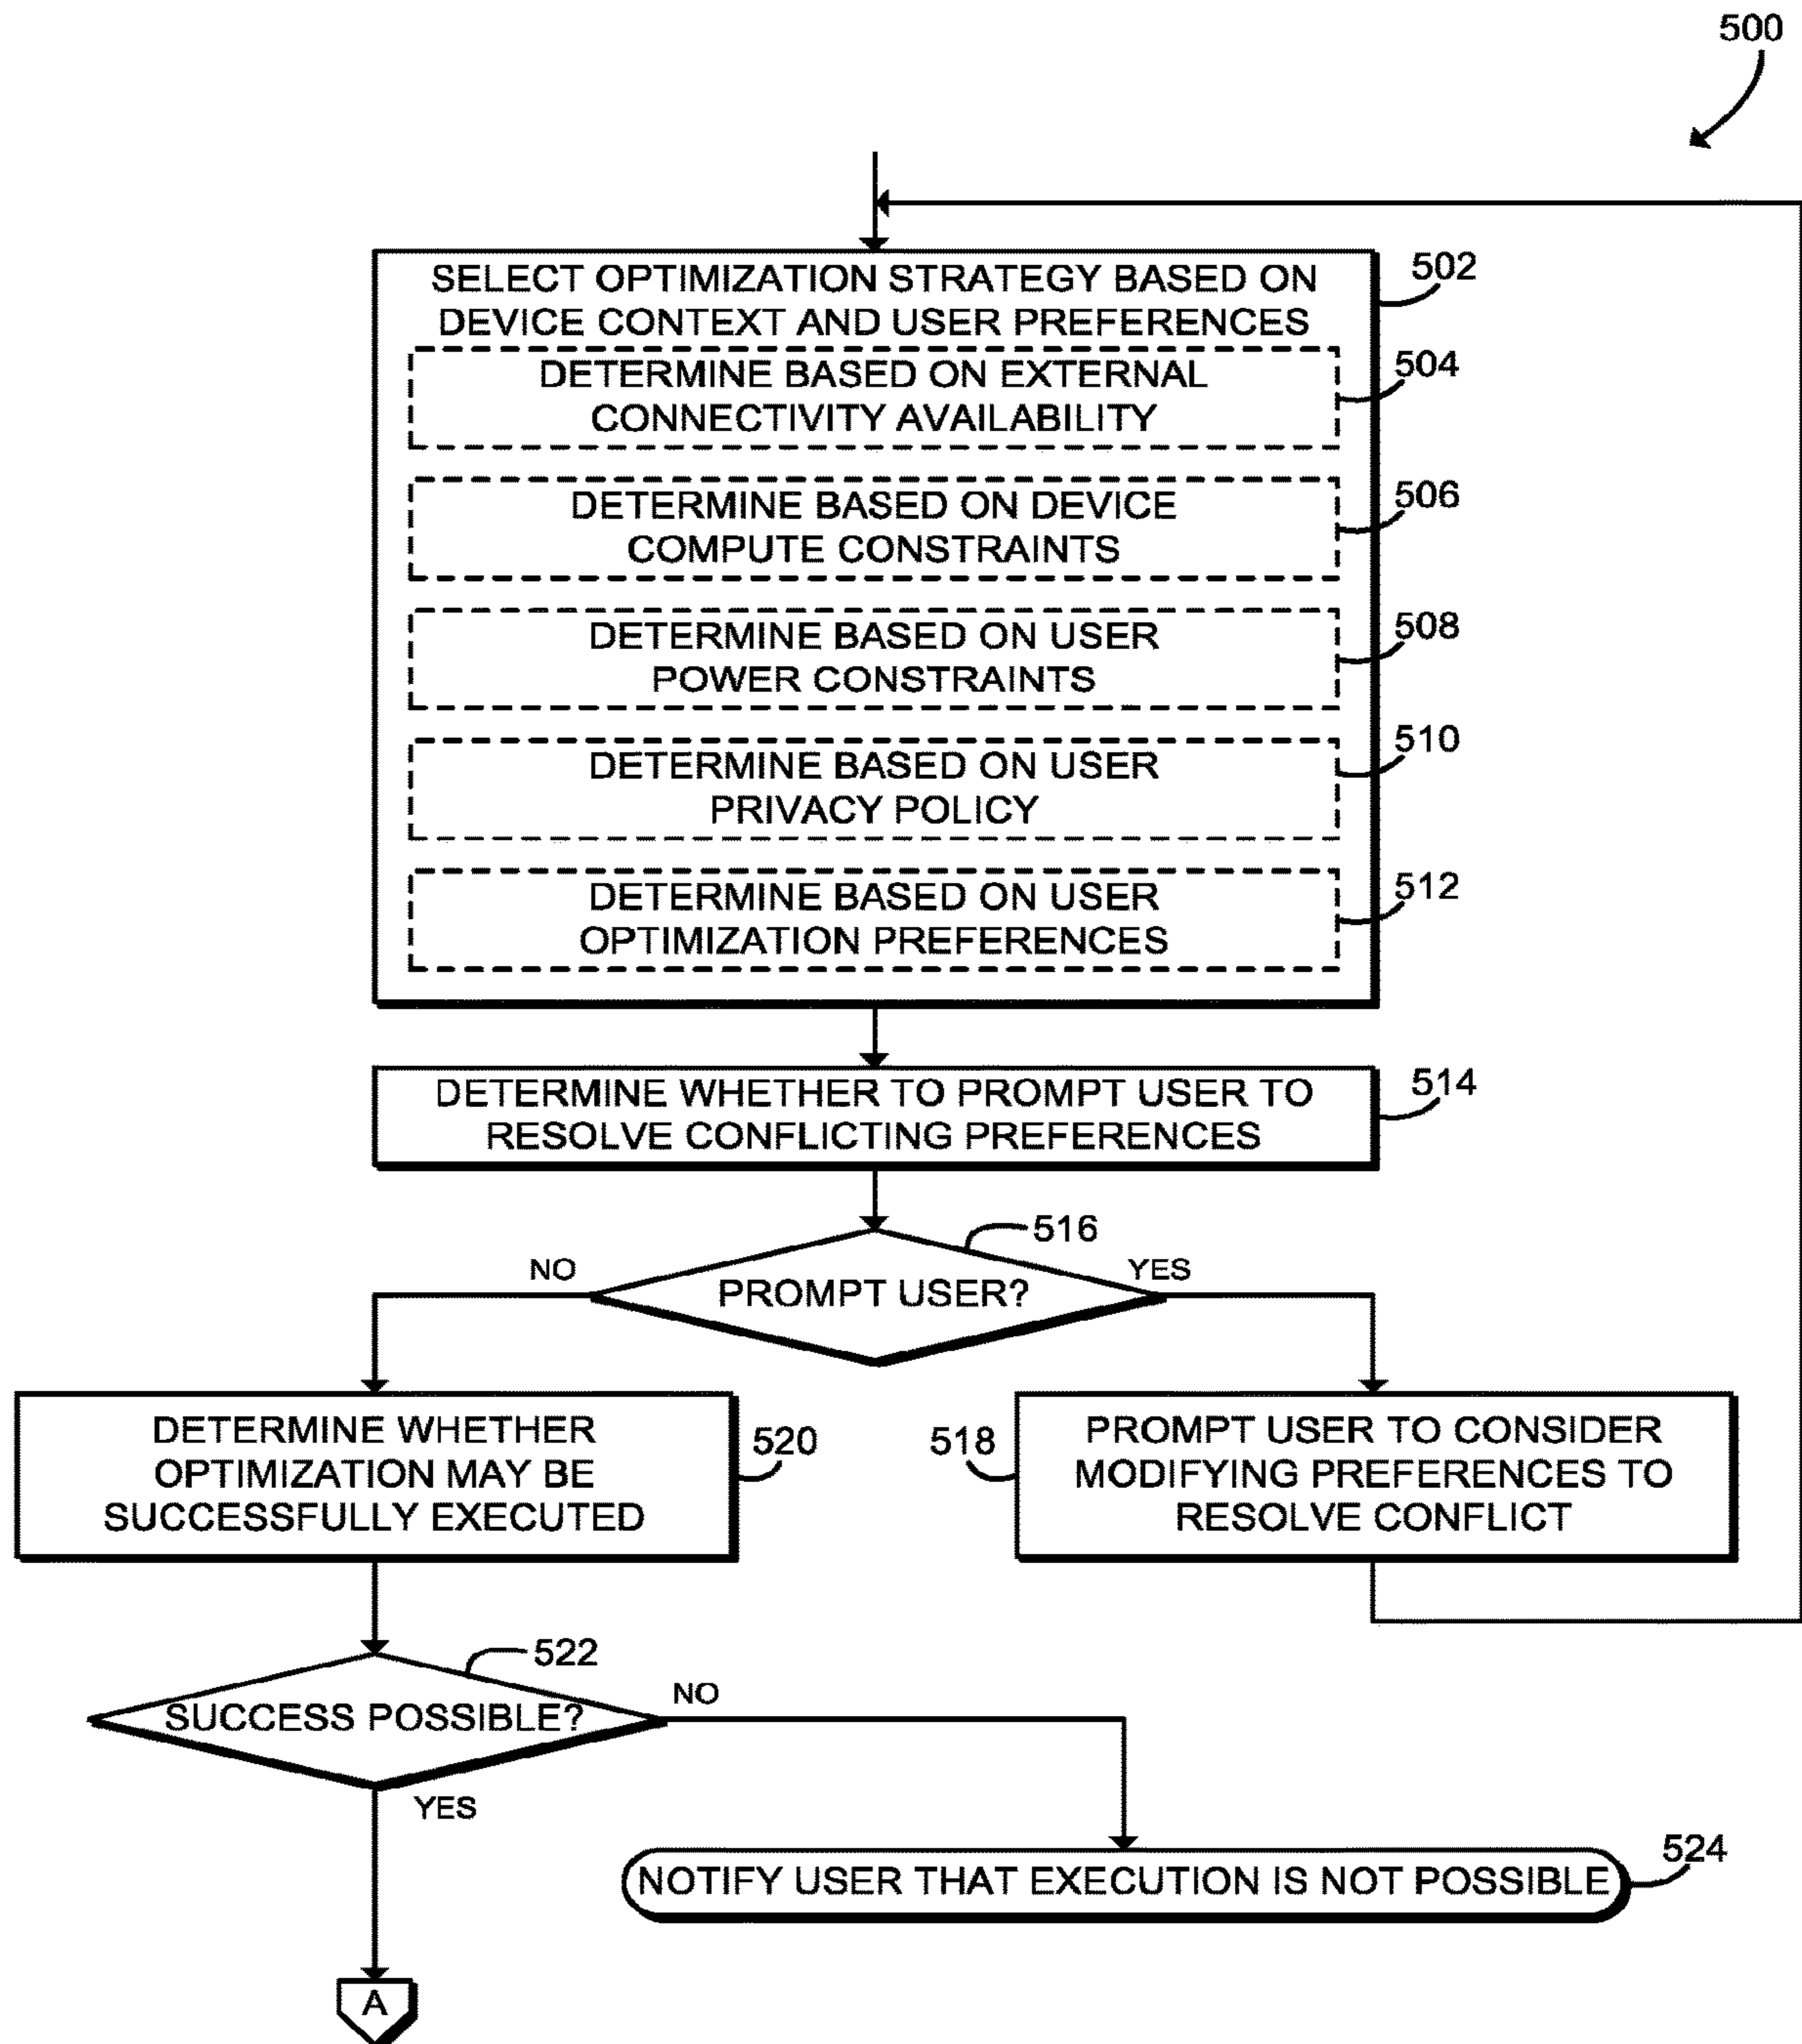 500
SELECT OPTIMIZATION STRATEGY BASED ON
DEVICE CONTEXT AND USER PREFERENCES
502
DETERMINE BASED ON EXTERNAL
CONNECTIVITY AVAILABILITY
504
DETERMINE BASED ON DEVICE
COMPUTE CONSTRAINTS
506
DETERMINE BASED ON USER
POWER CONSTRAINTS
508
DETERMINE BASED ON USER
PRIVACY POLICY
510
DETERMINE BASED ON USER
OPTIMIZATION PREFERENCES
512
DETERMINE WHETHER TO PROMPT USER TO
RESOLVE CONFLICTING PREFERENCES
514
516
NO
PROMPT USER?
YES
DETERMINE WHETHER
OPTIMIZATION MAY BE
SUCCESSFULLY EXECUTED
520
518
PROMPT USER TO CONSIDER
MODIFYING PREFERENCES TO
RESOLVE CONFLICT
522
SUCCESS POSSIBLE?
NO
YES
NOTIFY USER THAT EXECUTION IS NOT POSSIBLE
524
A